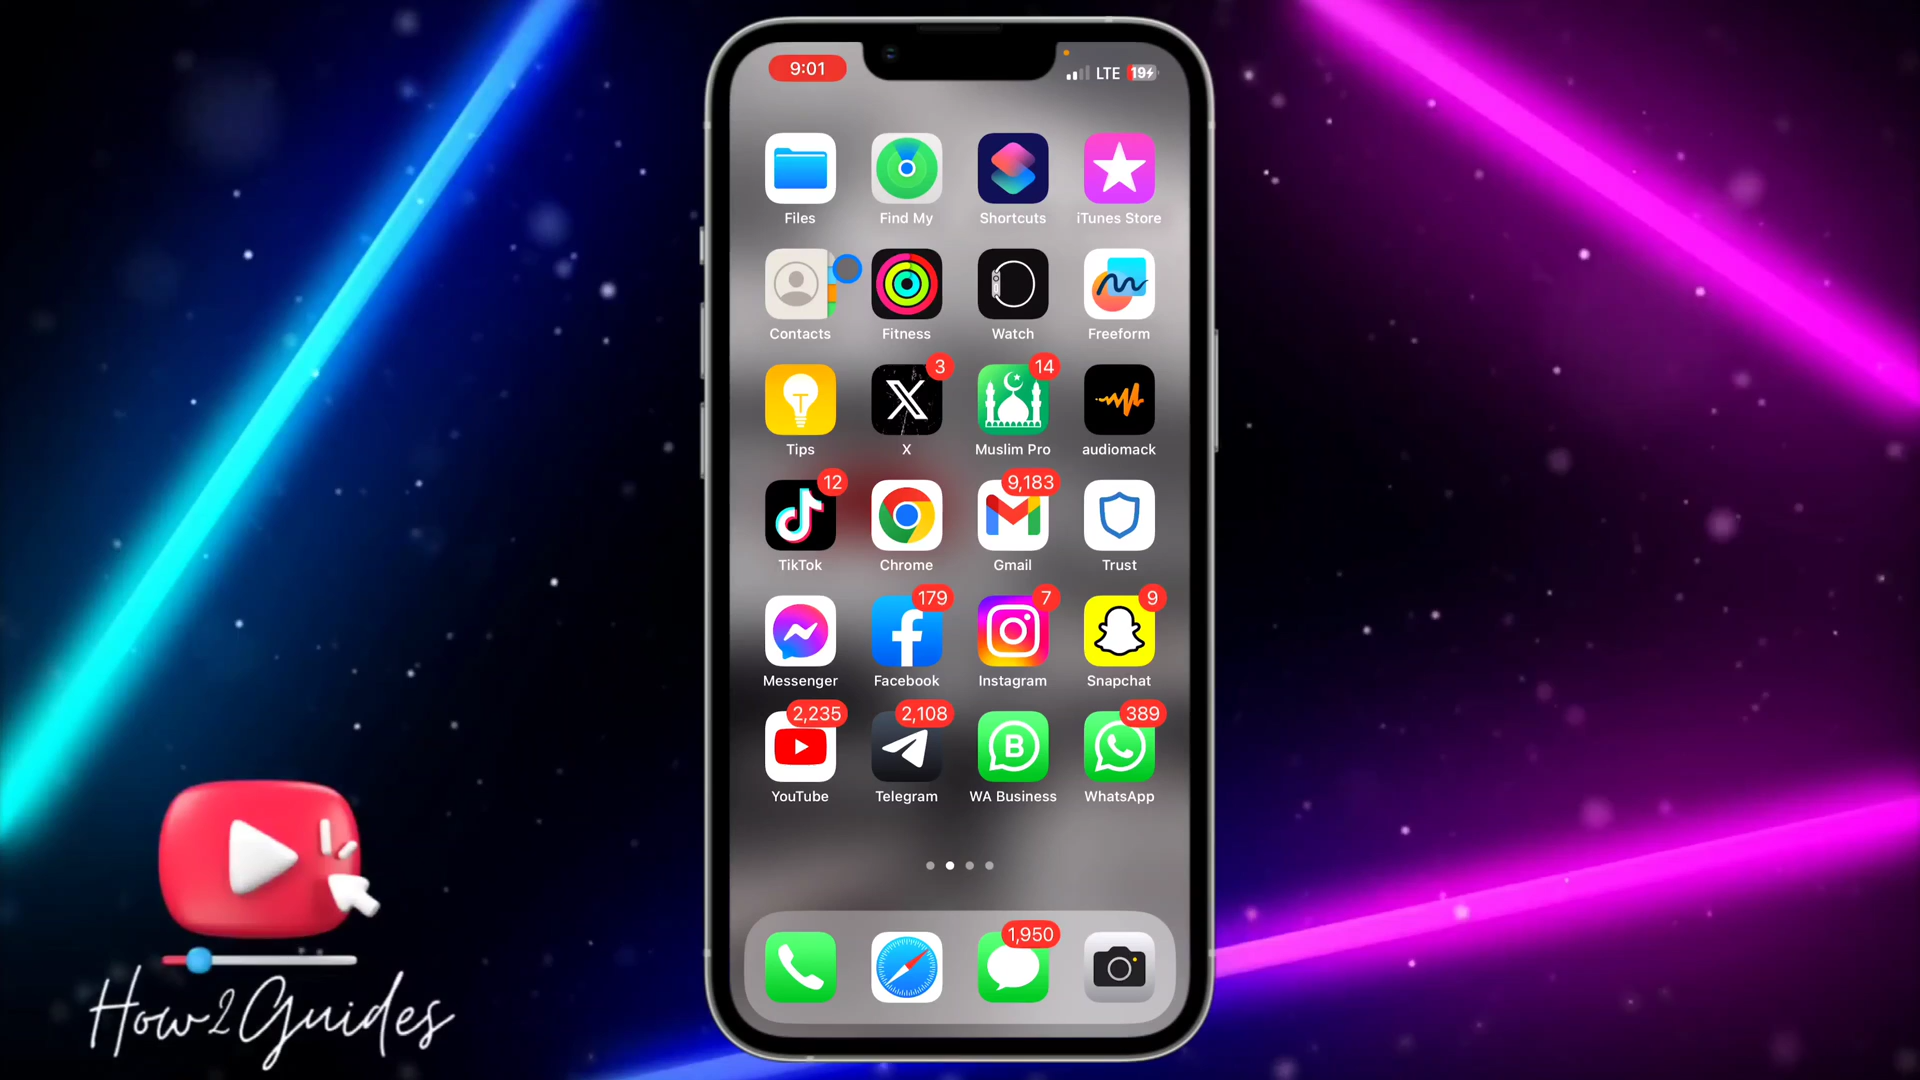 9:01 LTE 19
Files Find My Shortcuts iTunes Store
Contacts Fitness Watch Freeform
3 14
Tips X Muslim Pro audiomack
12 9,183
TikTok Chrome Gmail Trust
179 7 9
Messenger Facebook Instagram Snapchat
2,235 2,108 B 389
YouTube Telegram WA Business WhatsApp
1,950
How2Guides